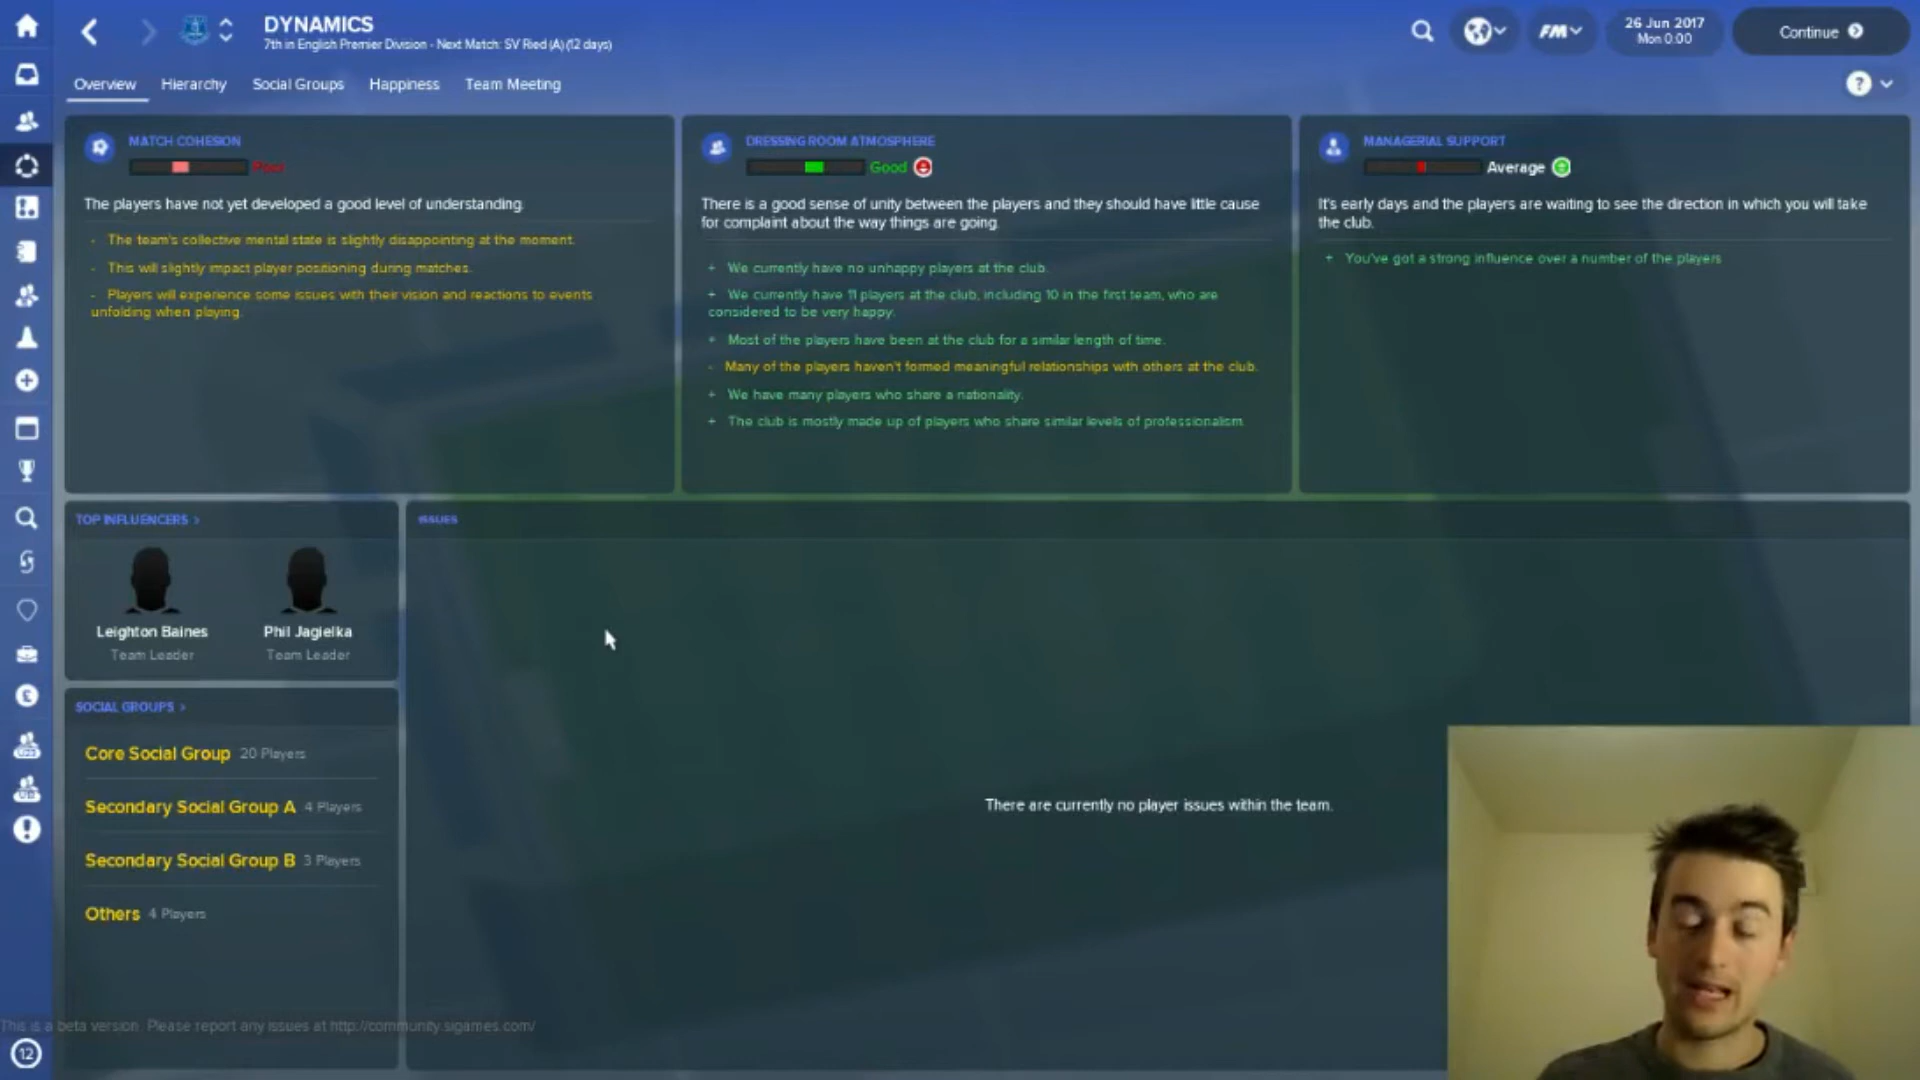 DYNAMICS
7th in English Premier Division - Next Match: SV Ried (A) (12 days)
FM
26 Jun 2017
Mon 0:00
Continue
Overview
Hierarchy
Social Groups
Happiness
Team Meeting
?
MATCH COHESION
Poor
The players have not yet developed a good level of understanding.
- The team's collective mental state is slightly disappointing at the moment.
- This will slightly impact player positioning during matches.
- Players will experience some issues with their vision and reactions to events
unfolding when playing.
DRESSING ROOM ATMOSPHERE
Good
There is a good sense of unity between the players and they should have little cause
for complaint about the way things are going.
+ We currently have no unhappy players at the club.
+ We currently have 11 players at the club, including 10 in the first team, who are
considered to be very happy.
+ Most of the players have been at the club for a similar length of time.
- Many of the players haven't formed meaningful relationships with others at the club.
+ We have many players who share a nationality.
+ The club is mostly made up of players who share similar levels of professionalism.
MANAGERIAL SUPPORT
Average
It's early days and the players are waiting to see the direction in which you will take
the club.
+ You've got a strong influence over a number of the players
TOP INFLUENCERS >
Leighton Baines
Team Leader
Phil Jagielka
Team Leader
ISSUES
There are currently no player issues within the team.
SOCIAL GROUPS >
Core Social Group 20 Players
Secondary Social Group A 4 Players
Secondary Social Group B 3 Players
Others 4 Players
This is a beta version. Please report any issues at http://community.sigames.com/
12